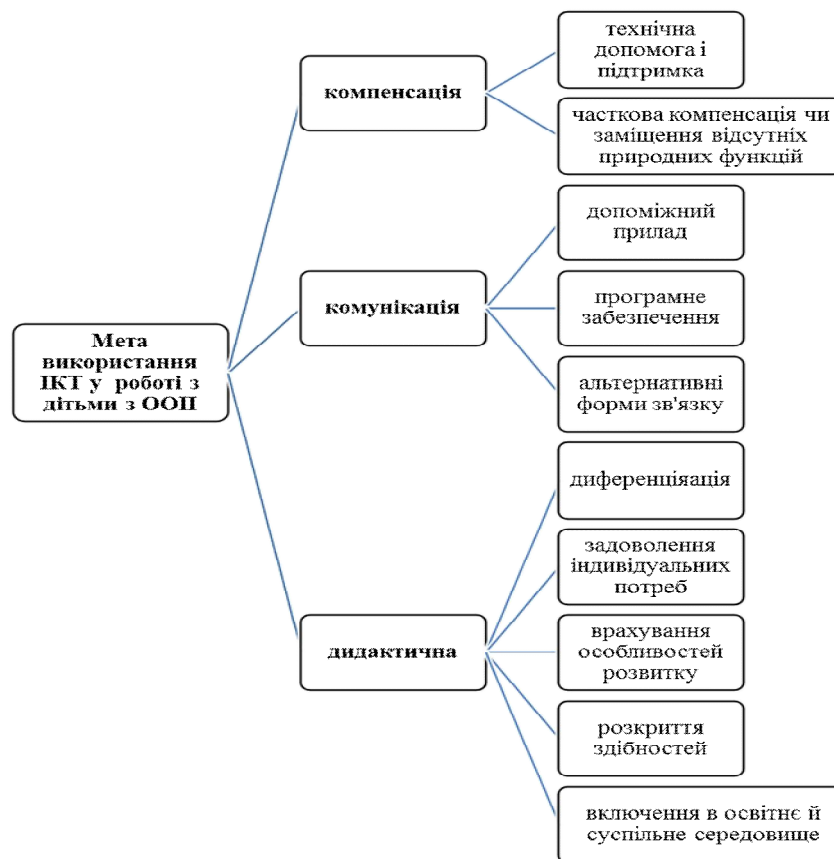 Мета
використання
ІКТ у роботі з
дітьми з ООП
компенсація
технічна
допомога і
підтримка
часткова компенсація чи
заміщення відсутніх
природних функцій
комунікація
допоміжний
прилад
програмне
забезпечення
альтернативні
форми зв'язку
дидактична
диференціяація
задоволення
індивідуальних
потреб
врахування
особливостей
розвитку
розкриття
здібностей
включення в освітнє й
суспільне середовище